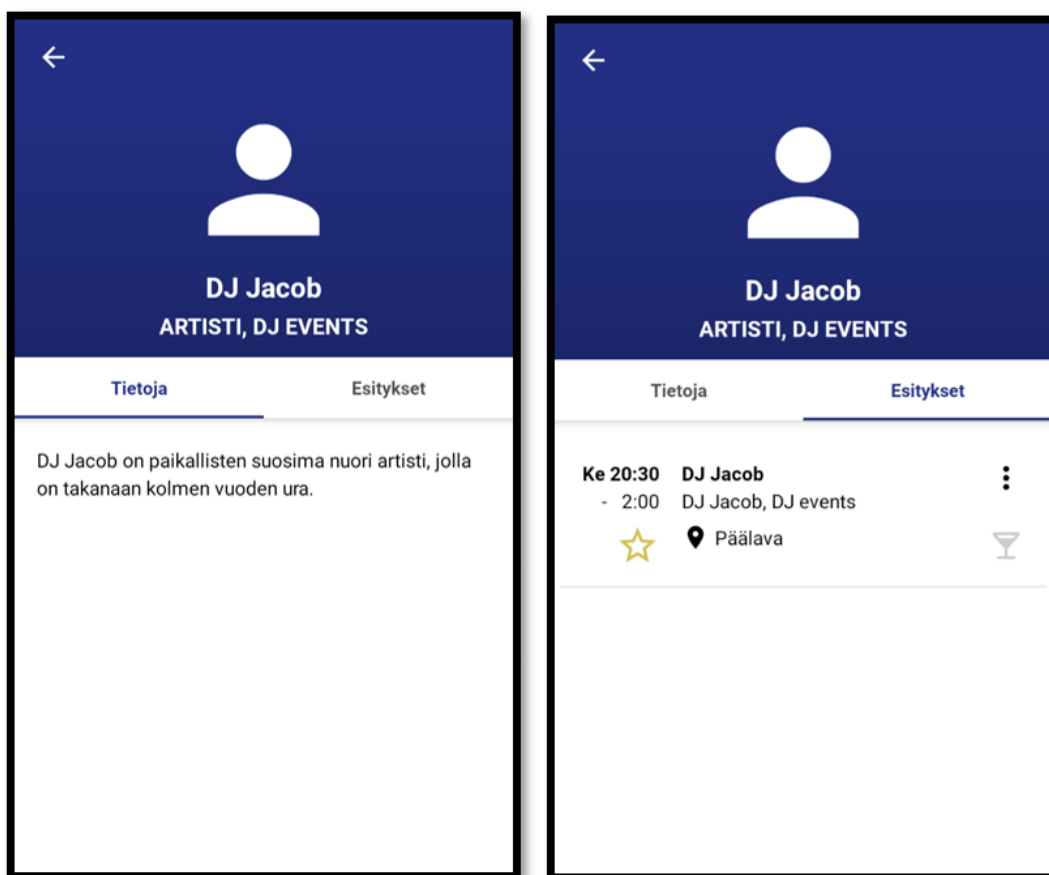 DJ Jacob
ARTISTI, DJ EVENTS
Tietoja
Esitykset
DJ Jacob on paikallisten suosima nuori artisti, jolla
on takanaan kolmen vuoden ura.
DJ Jacob
ARTISTI, DJ EVENTS
Tietoja
Esitykset
Ke 20:30 DJ Jacob
- 2:00 DJ Jacob, DJ events
Päälava